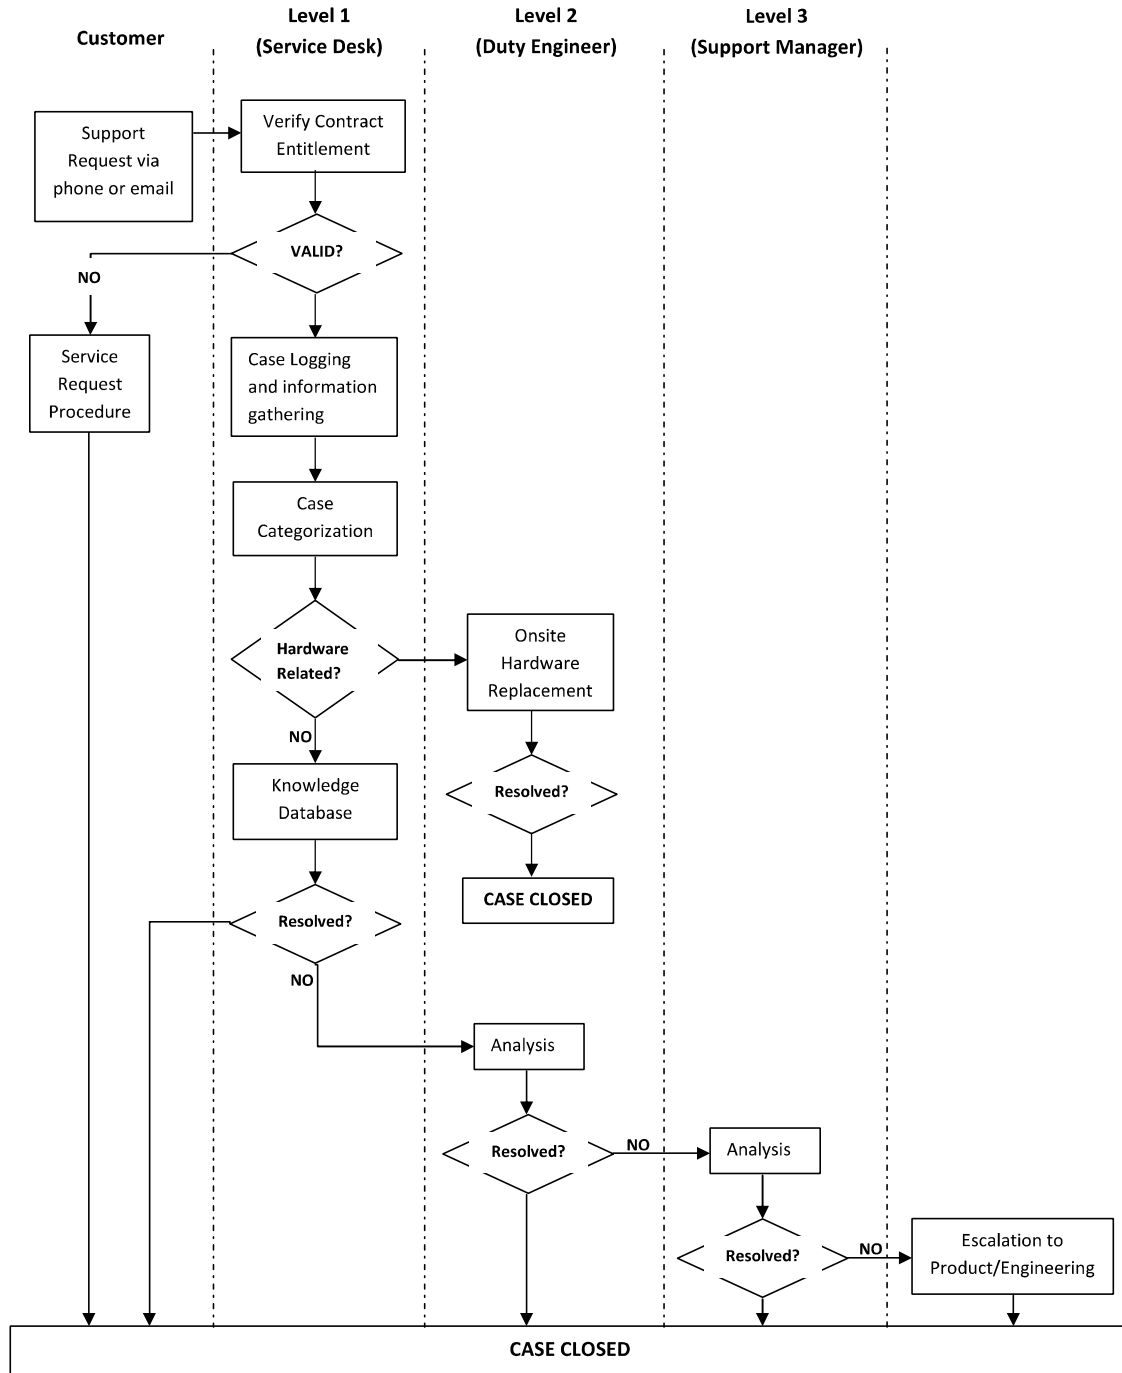 Customer
Level 1
(Service Desk)
Level 2
(Duty Engineer)
Level 3
(Support Manager)
Support
Request via
phone or email
Verify Contract
Entitlement
VALID?
NO
Service
Request
Procedure
Case Logging
and information
gathering
Case
Categorization
Hardware
Related?
Onsite
Hardware
Replacement
NO
Knowledge
Database
Resolved?
CASE CLOSED
Resolved?
NO
Analysis
Resolved?
NO
Analysis
Resolved?
NO
Escalation to
Product/Engineering
CASE CLOSED